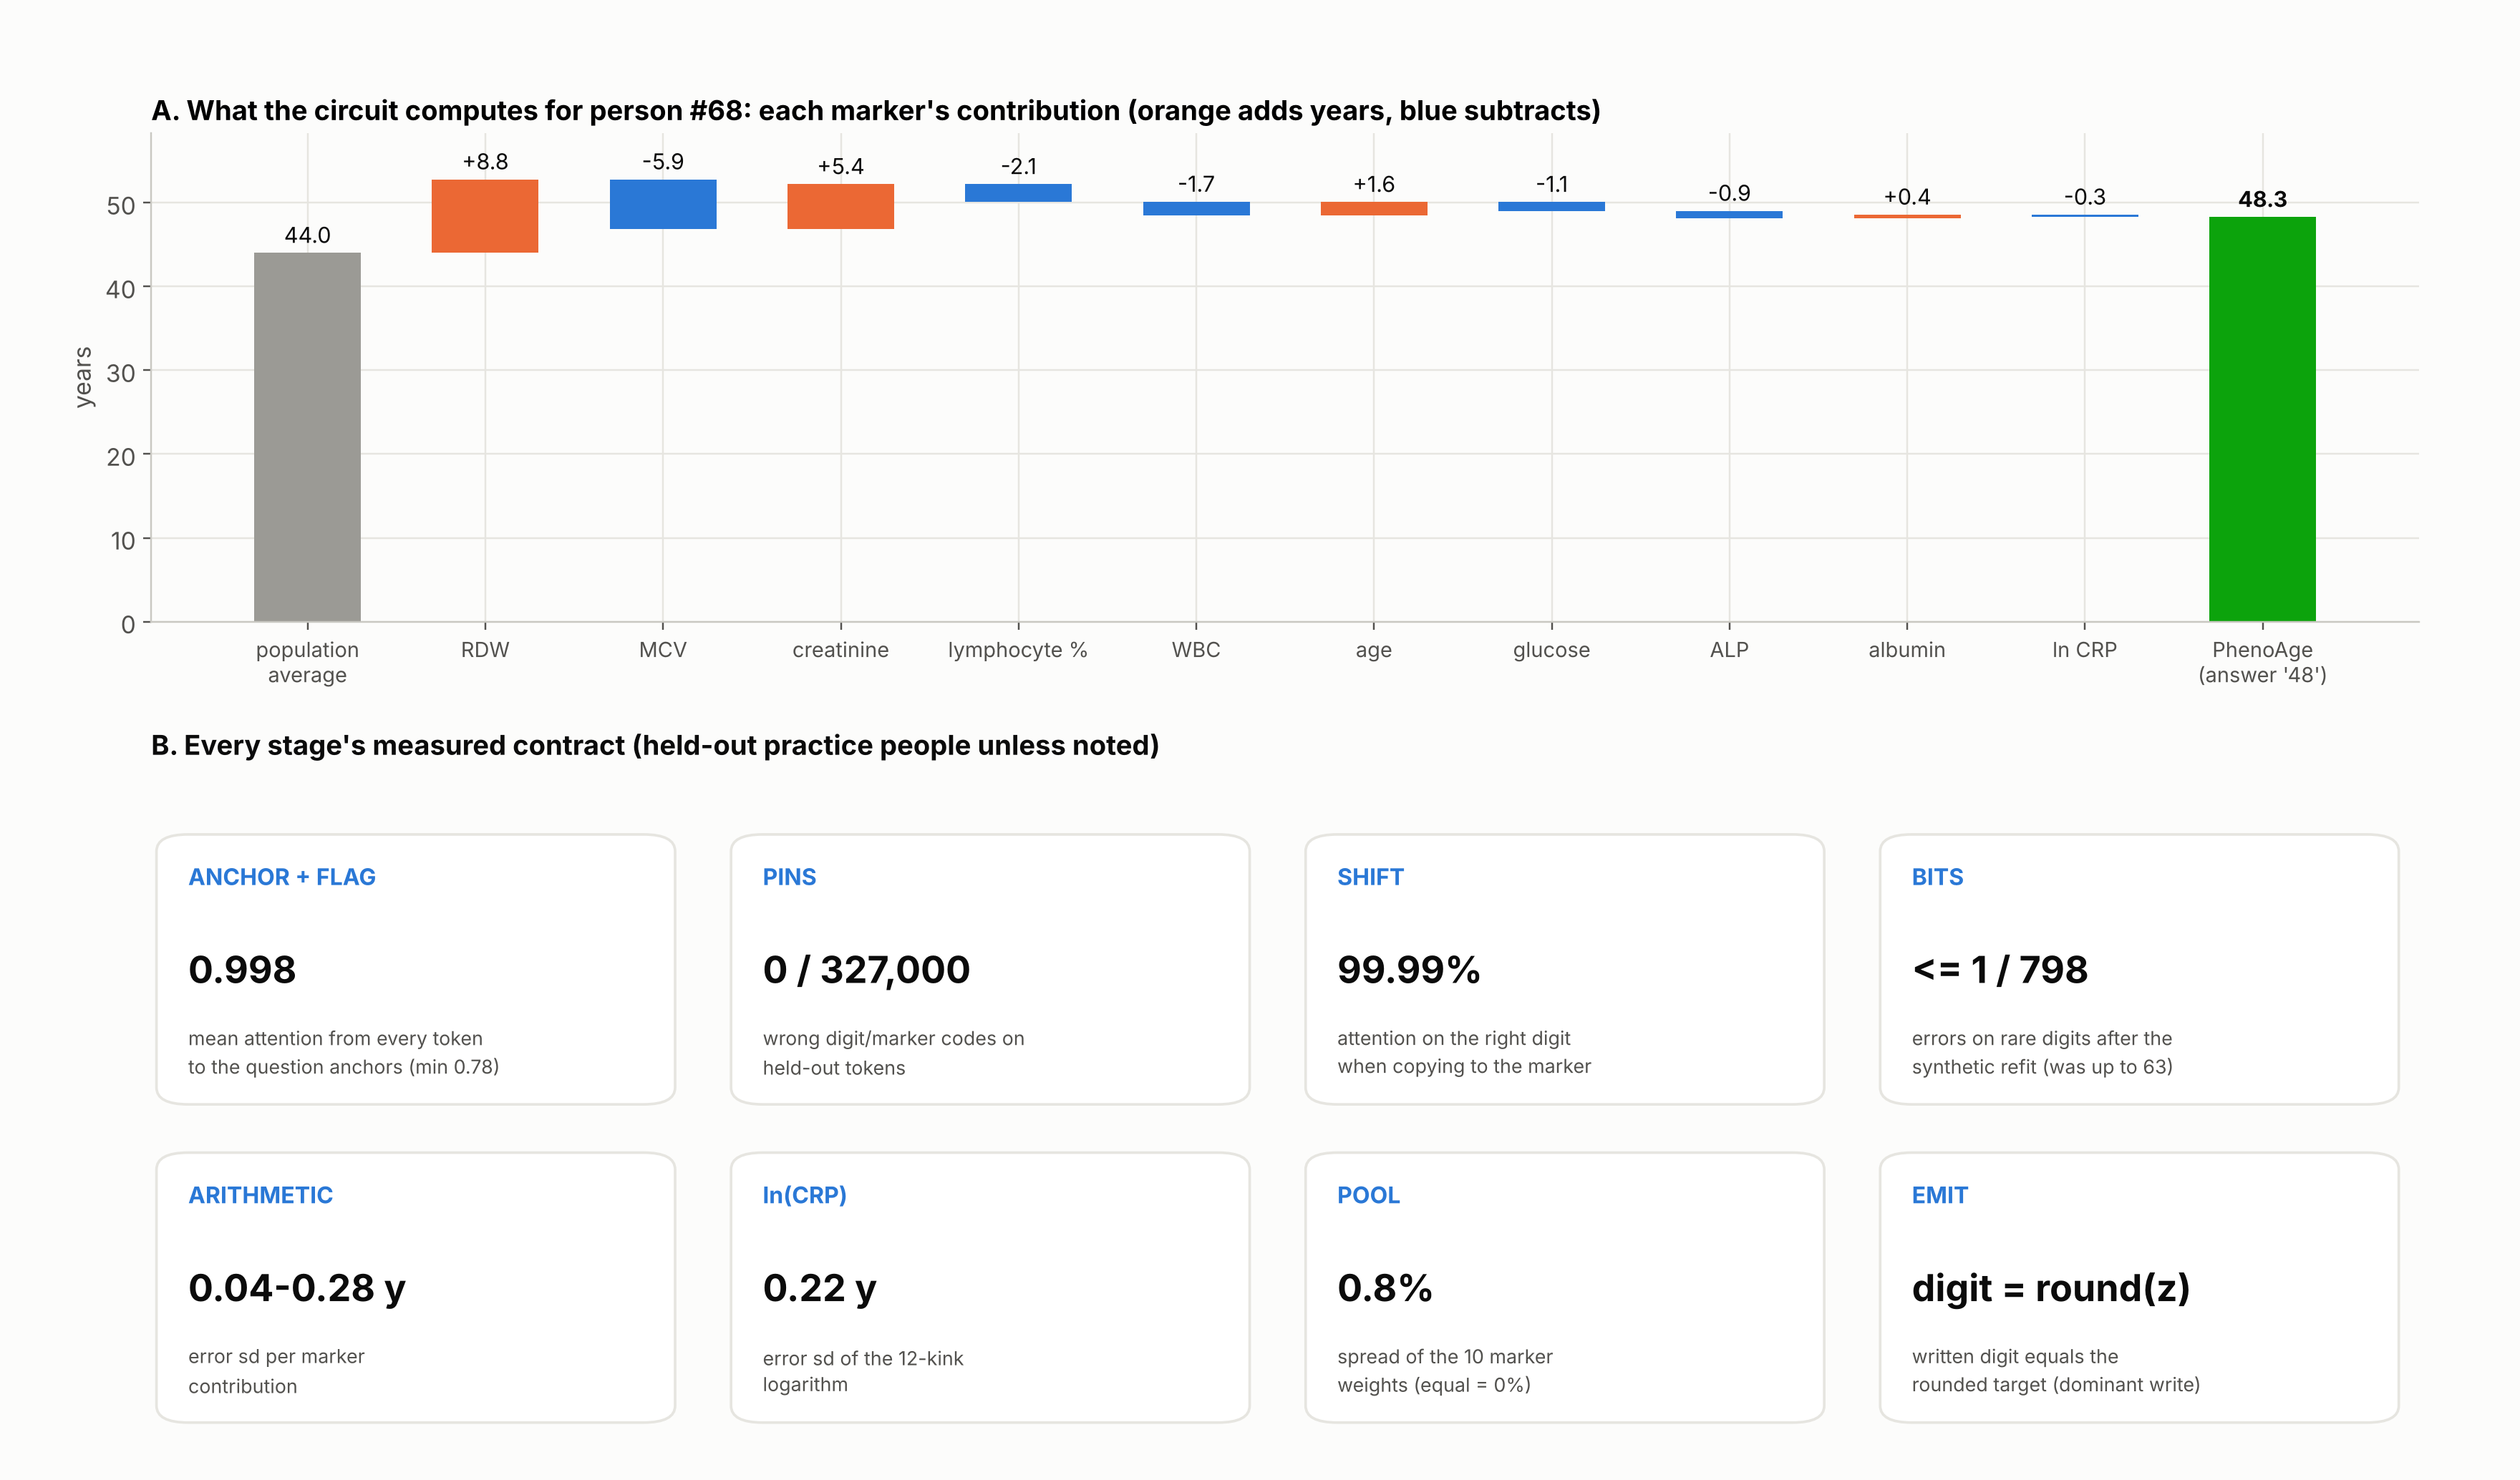 A. What the circuit computes for person #68: each marker's contribution (orange adds years, blue subtracts)
+8.8
-5.9
+5.4
-2.1
-1.7
+1.6
-1.1
-0.9
+0.4
-0.3
48.3
44.0
50
40
30
20
10
0
years
population
average
RDW
MCV
creatinine
lymphocyte %
WBC
age
glucose
ALP
albumin
ln CRP
PhenoAge
(answer '48')
B. Every stage's measured contract (held-out practice people unless noted)
ANCHOR + FLAG
0.998
mean attention from every token
to the question anchors (min 0.78)
PINS
0 / 327,000
wrong digit/marker codes on
held-out tokens
SHIFT
99.99%
attention on the right digit
when copying to the marker
BITS
<= 1 / 798
errors on rare digits after the
synthetic refit (was up to 63)
ARITHMETIC
0.04-0.28 y
error sd per marker
contribution
ln(CRP)
0.22 y
error sd of the 12-kink
logarithm
POOL
0.8%
spread of the 10 marker
weights (equal = 0%)
EMIT
digit = round(z)
written digit equals the
rounded target (dominant write)